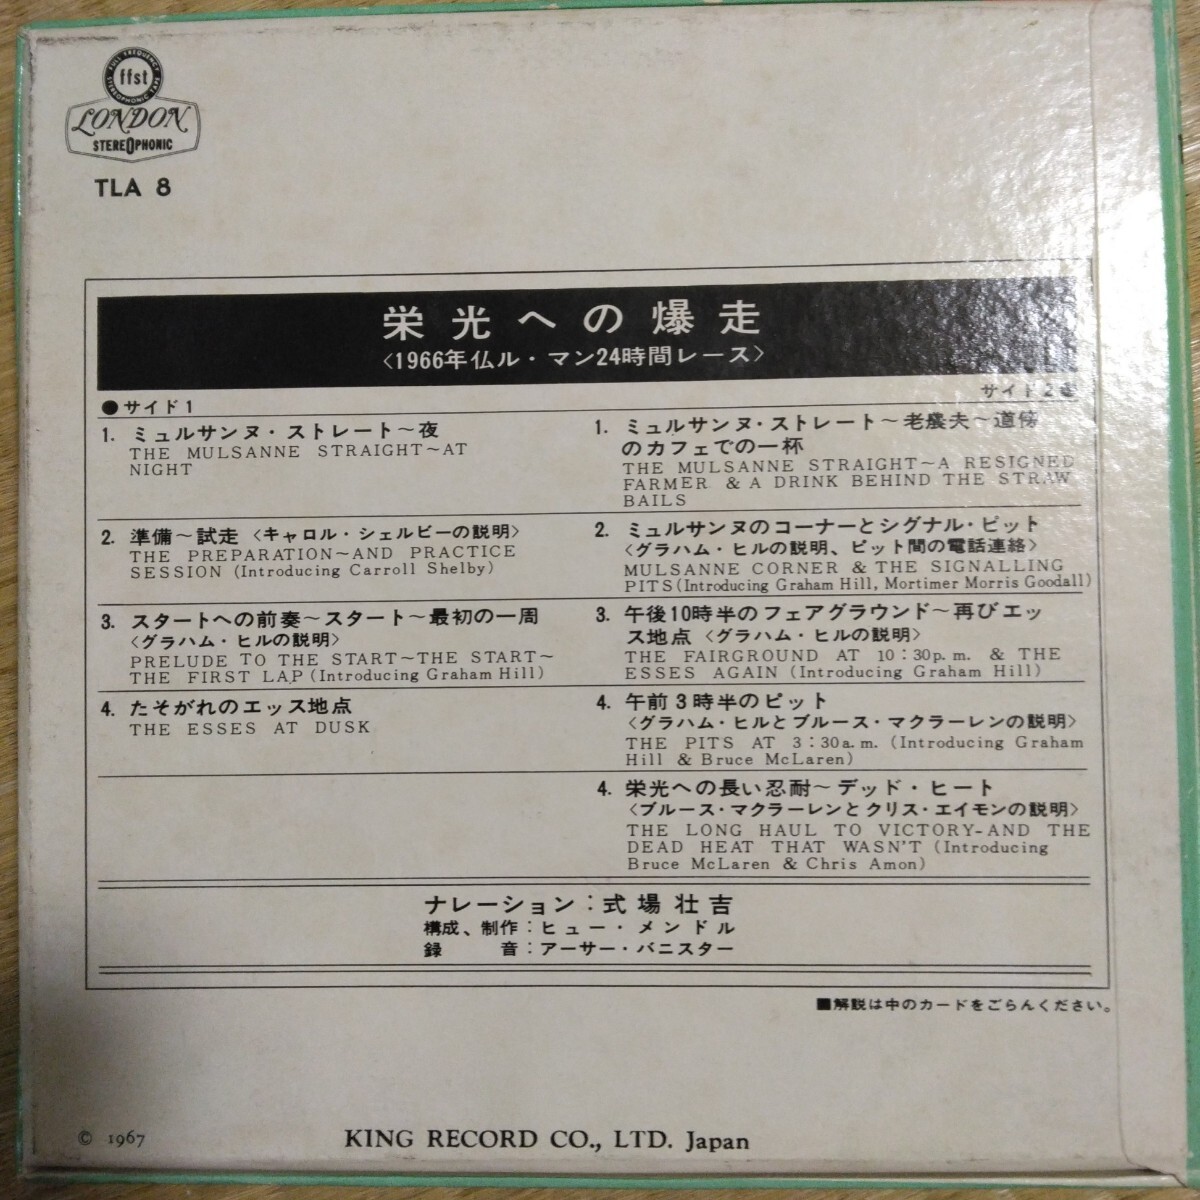 FULL FREQUENCY
ffst
STEREOPHONIC TAPE
LONDON
STEREOPHONIC
TLA 8
栄光への爆走
〈1966年仏ル・マン24時間レース〉
●サイド1
1. ミュルサンヌ・ストレート～夜
THE MULSANNE STRAIGHT～AT
NIGHT
2. 準備～試走〈キャロル・シェルビーの説明〉
THE PREPARATION～AND PRACTICE
SESSION (Introducing Carroll Shelby)
3. スタートへの前奏～スタート～最初の一周
〈グラハム・ヒルの説明〉
PRELUDE TO THE START～THE START～
THE FIRST LAP (Introducing Graham Hill)
4. たそがれのエッス地点
THE ESSES AT DUSK
サイド2●
1. ミュルサンヌ・ストレート～老農夫～道傍
のカフェでの一杯
THE MULSANNE STRAIGHT～A RESIGNED
FARMER & A DRINK BEHIND THE STRAW
BAILS
2. ミュルサンヌのコーナーとシグナル・ピット
〈グラハム・ヒルの説明、ピット間の電話連絡〉
MULSANNE CORNER & THE SIGNALLING
PITS(Introducing Graham Hill, Mortimer Morris Goodall)
3. 午後10時半のフェアグラウンド～再びエッ
ス地点〈グラハム・ヒルの説明〉
THE FAIRGROUND AT 10:30p.m. & THE
ESSES AGAIN (Introducing Graham Hill)
4. 午前3時半のピット
〈グラハム・ヒルとブルース・マクラーレンの説明〉
THE PITS AT 3:30a.m. (Introducing Graham
Hill & Bruce McLaren)
4. 栄光への長い忍耐～デッド・ヒート
〈ブルース・マクラーレンとクリス・エイモンの説明〉
THE LONG HAUL TO VICTORY-AND THE
DEAD HEAT THAT WASN'T (Introducing
Bruce McLaren & Chris Amon)
ナレーション:式場壮吉
構成、制作:ヒュー・メンドル
録音:アーサー・バニスター
■解説は中のカードをごらんください。
© 1967
KING RECORD CO., LTD. Japan